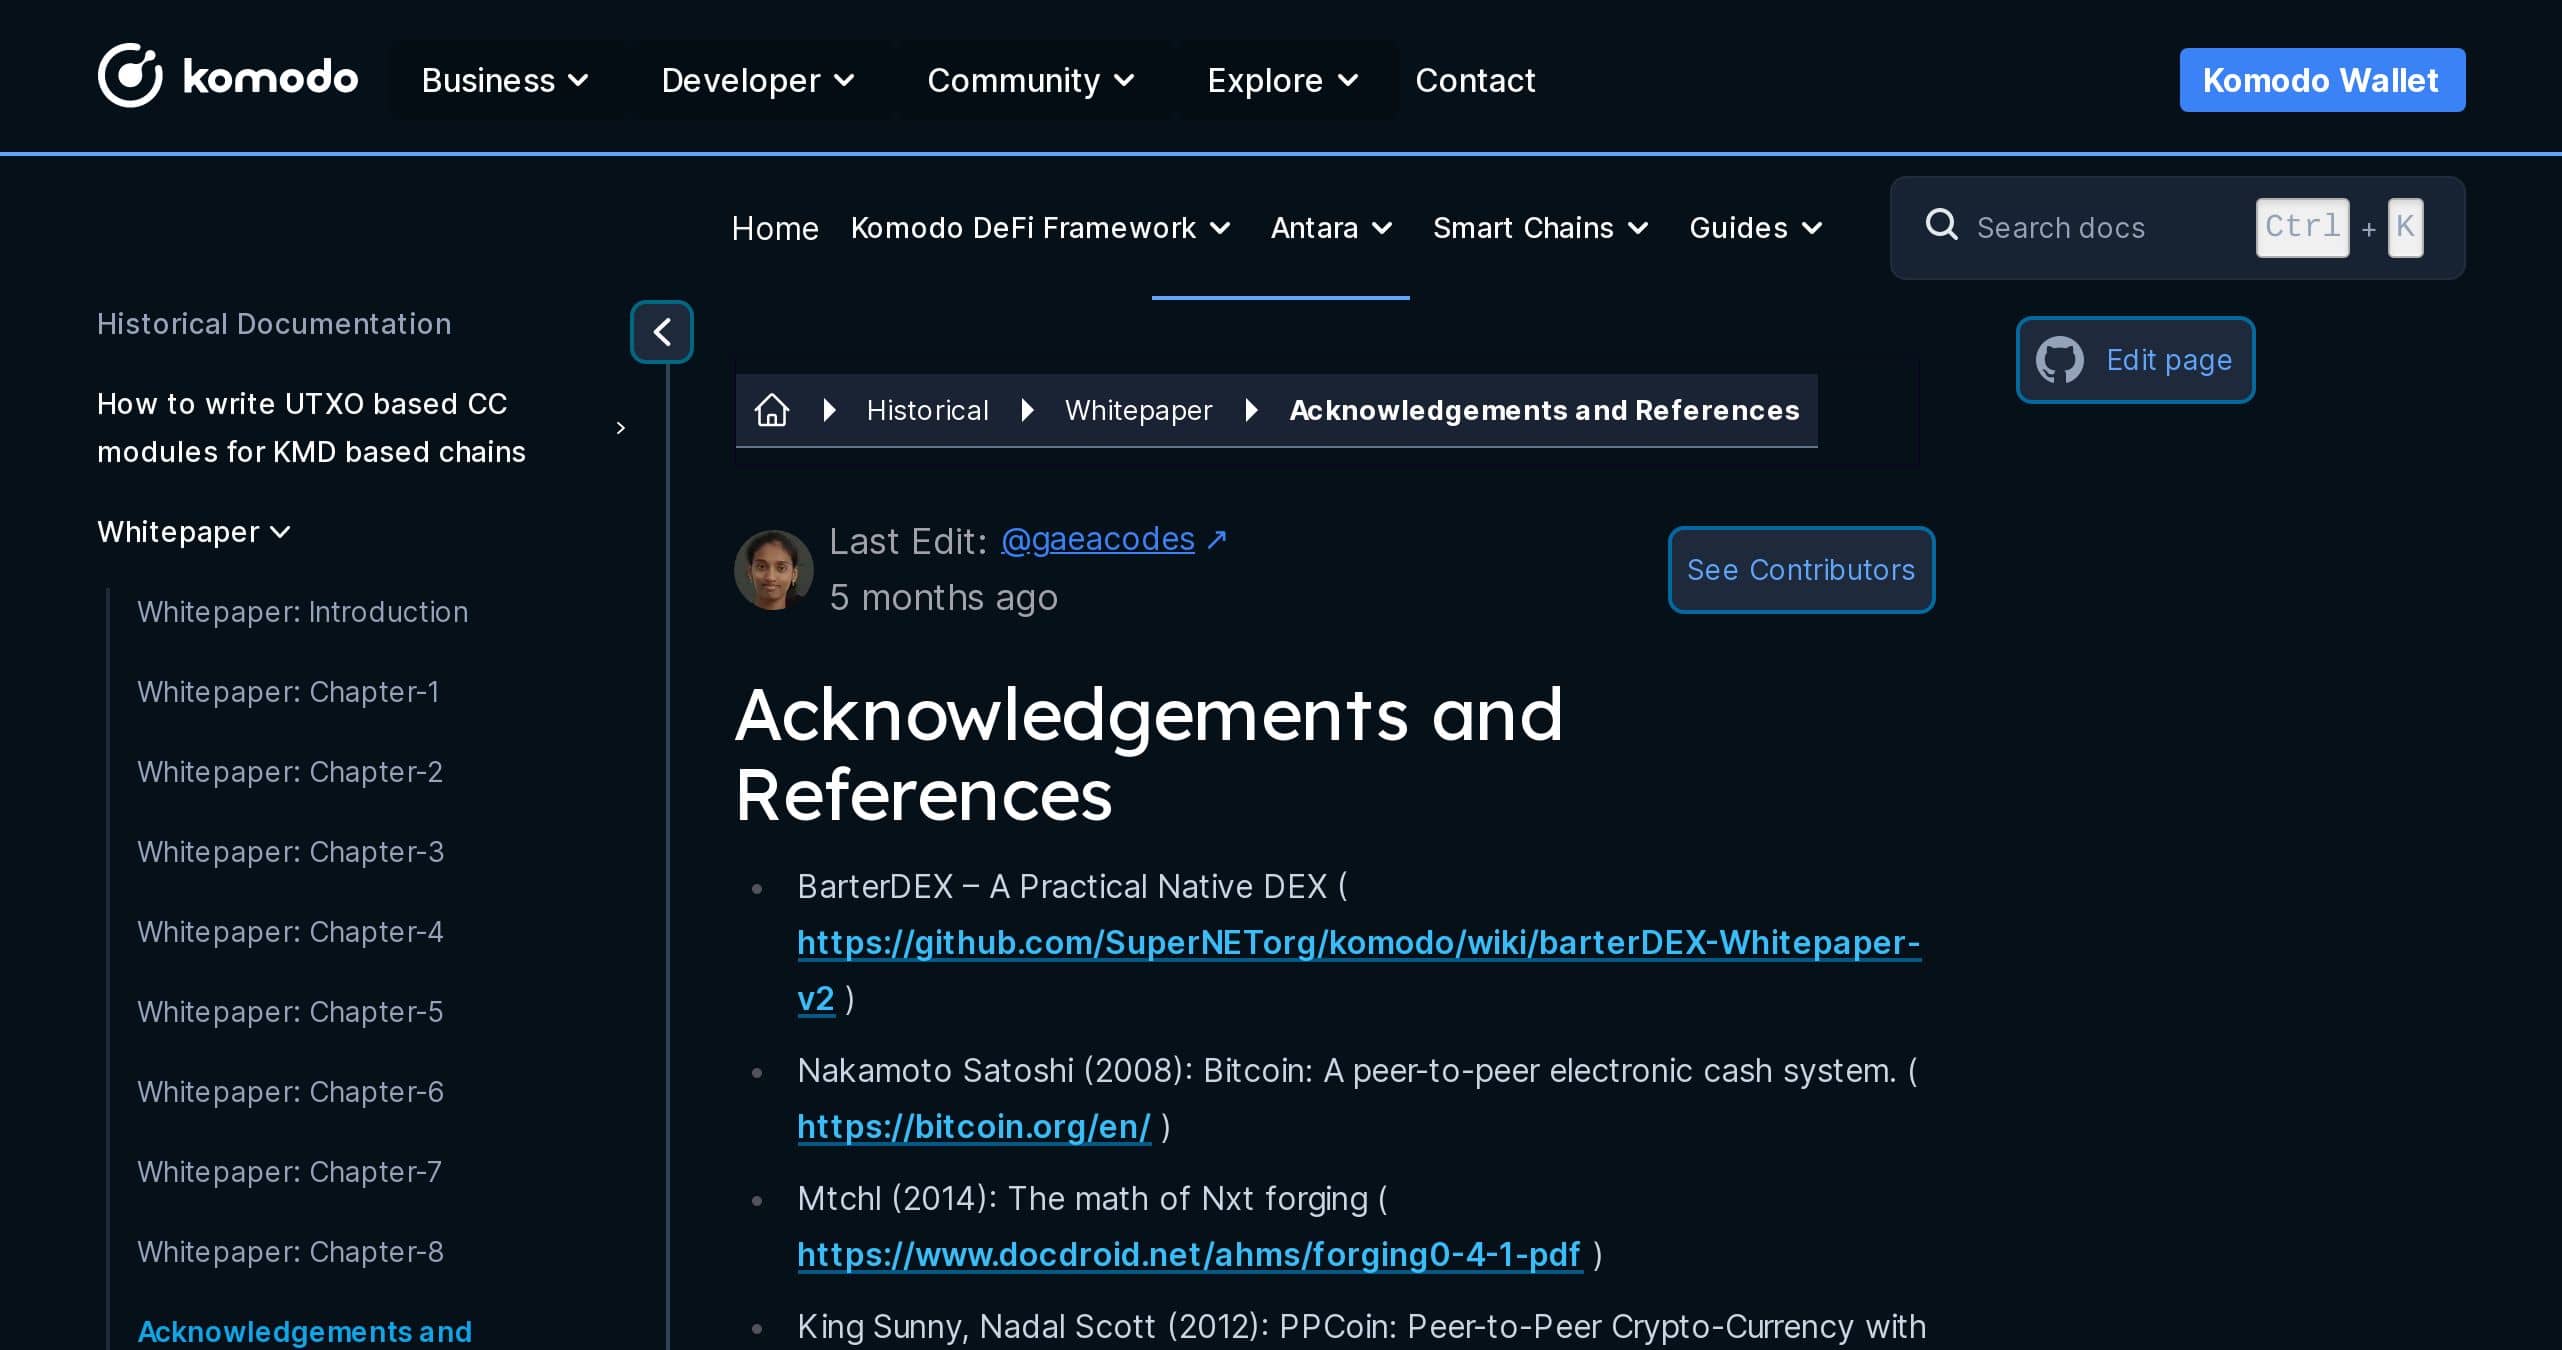 komodo
Business
Developer
Community
Explore
Contact
Komodo Wallet
Home
Komodo DeFi Framework
Antara
Smart Chains
Guides
Search docs
Ctrl + K
Historical Documentation
How to write UTXO based CC
modules for KMD based chains
Whitepaper
Whitepaper: Introduction
Whitepaper: Chapter-1
Whitepaper: Chapter-2
Whitepaper: Chapter-3
Whitepaper: Chapter-4
Whitepaper: Chapter-5
Whitepaper: Chapter-6
Whitepaper: Chapter-7
Whitepaper: Chapter-8
Acknowledgements and
Edit page
Historical
Whitepaper
Acknowledgements and References
Last Edit: @gaeacodes ↗
5 months ago
See Contributors
Acknowledgements and
References
BarterDEX – A Practical Native DEX (
https://github.com/SuperNETorg/komodo/wiki/barterDEX-Whitepaper-
v2 )
Nakamoto Satoshi (2008): Bitcoin: A peer-to-peer electronic cash system. (
https://bitcoin.org/en/ )
Mtchl (2014): The math of Nxt forging (
https://www.docdroid.net/ahms/forging0-4-1-pdf )
King Sunny, Nadal Scott (2012): PPCoin: Peer-to-Peer Crypto-Currency with